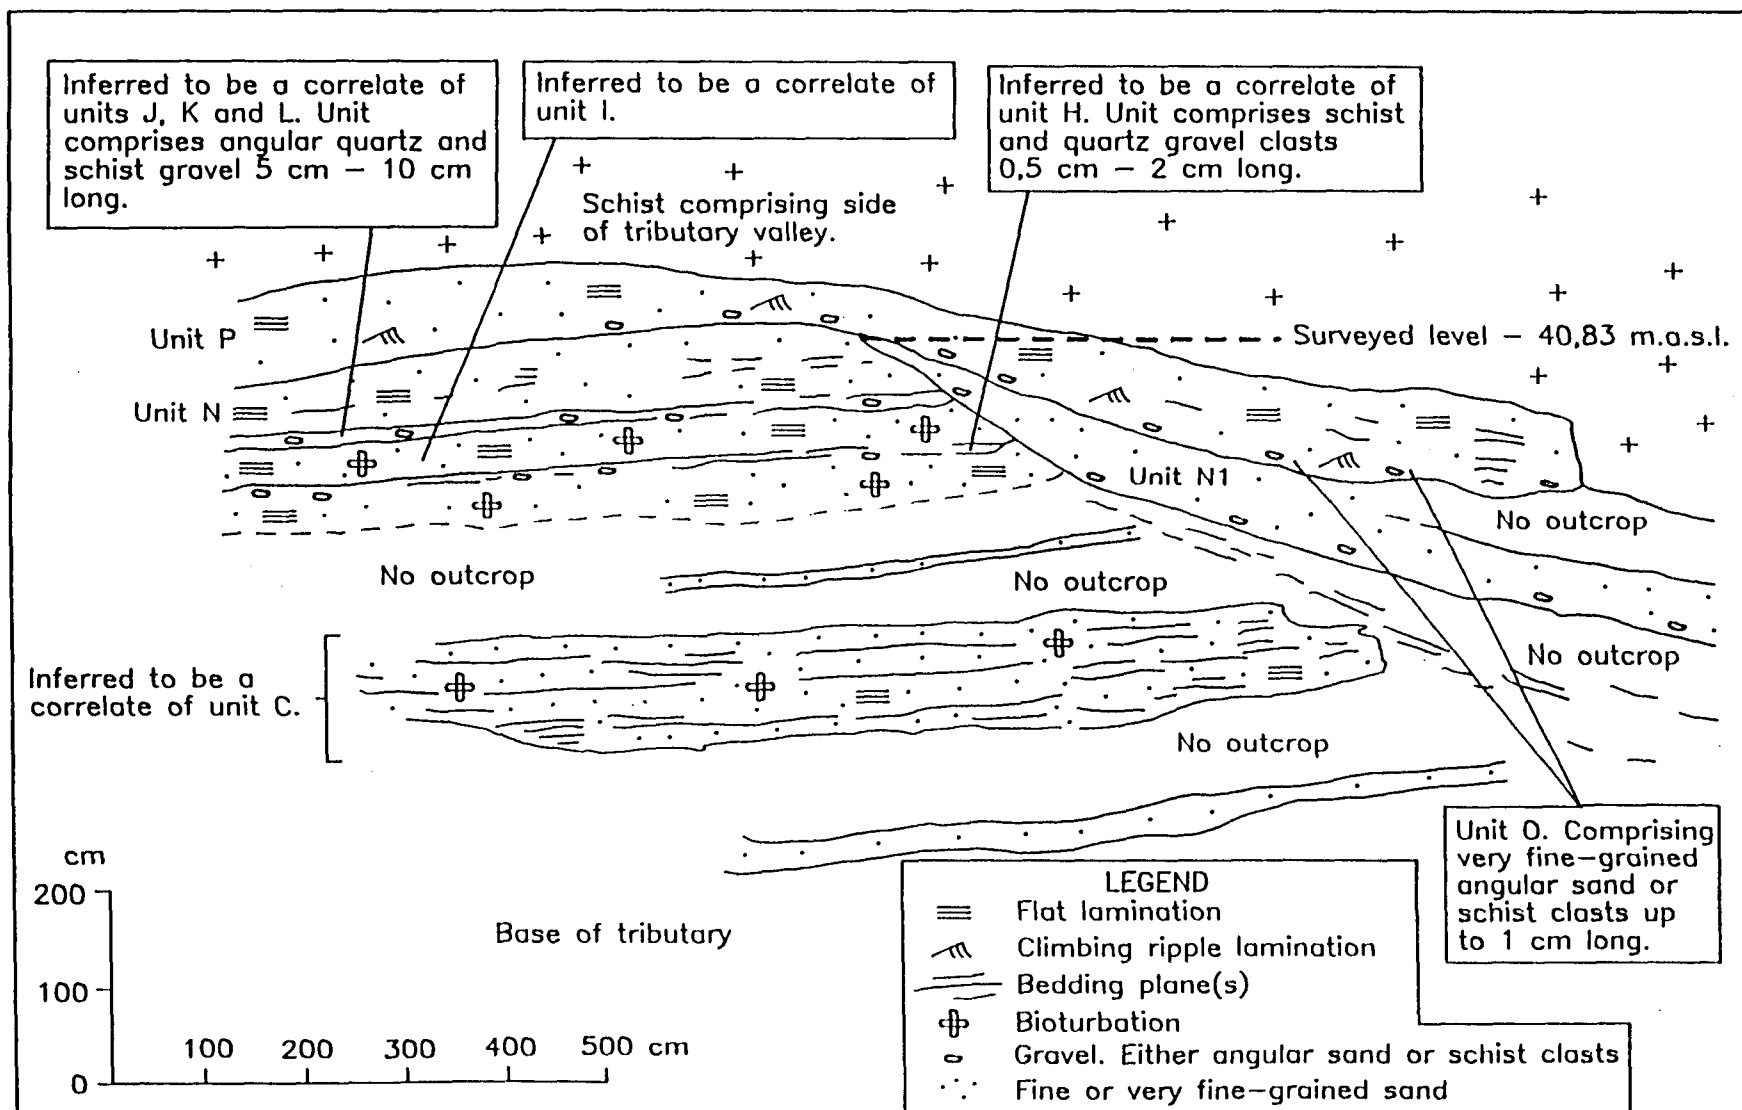 Inferred to be a correlate of
units J, K and L. Unit
comprises angular quartz and
schist gravel 5 cm – 10 cm
long.
Inferred to be a correlate of
unit I.
Inferred to be a correlate of
unit H. Unit comprises schist
and quartz gravel clasts
0,5 cm – 2 cm long.
Schist comprising side
of tributary valley.
Unit P
Surveyed level – 40,83 m.a.s.l.
Unit N
Unit N1
No outcrop
No outcrop
No outcrop
No outcrop
Inferred to be a
correlate of unit C.
No outcrop
Unit O. Comprising
very fine–grained
angular sand or
schist clasts up
to 1 cm long.
cm
200
100
0
100 200 300 400 500 cm
Base of tributary
LEGEND
Flat lamination
Climbing ripple lamination
Bedding plane(s)
Bioturbation
Gravel. Either angular sand or schist clasts
Fine or very fine–grained sand